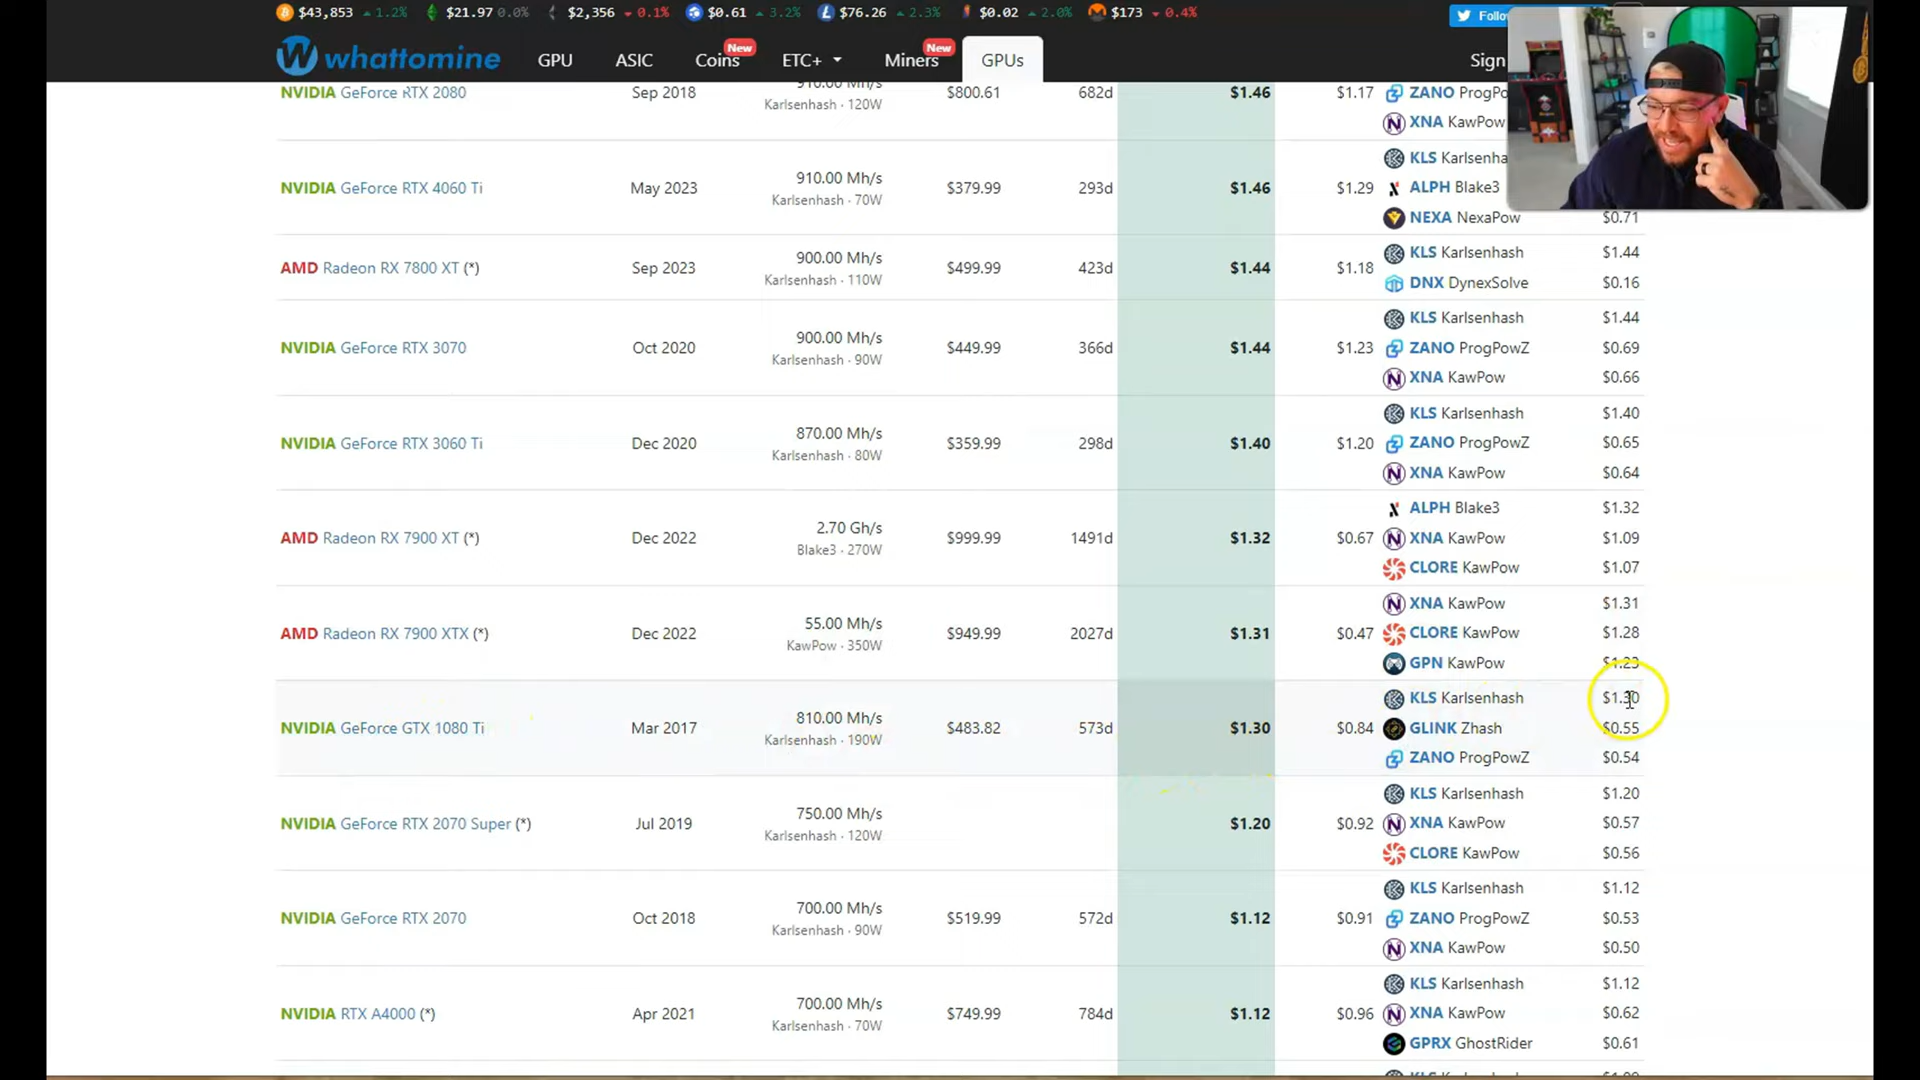 $43,853 1.2% $21.97 0.0% $2,356 0.1% $0.61 3.2% $76.26 2.3% $0.02 2.0% $173 0.4% Follo
whattomine GPU ASIC Coins New ETC+ Miners New GPUs Sign
NVIDIA GeForce RTX 2080 Sep 2018 910.00 Mh/s Karlsenhash · 120W $800.61 682d $1.46 $1.17
ZANO ProgPo
XNA KawPow
NVIDIA GeForce RTX 4060 Ti May 2023 910.00 Mh/s Karlsenhash · 70W $379.99 293d $1.46 $1.29
KLS Karlsenha
ALPH Blake3
NEXA NexaPow $0.71
AMD Radeon RX 7800 XT (*) Sep 2023 900.00 Mh/s Karlsenhash · 110W $499.99 423d $1.44 $1.18
KLS Karlsenhash $1.44
DNX DynexSolve $0.16
NVIDIA GeForce RTX 3070 Oct 2020 900.00 Mh/s Karlsenhash · 90W $449.99 366d $1.44 $1.23
KLS Karlsenhash $1.44
ZANO ProgPowZ $0.69
XNA KawPow $0.66
NVIDIA GeForce RTX 3060 Ti Dec 2020 870.00 Mh/s Karlsenhash · 80W $359.99 298d $1.40 $1.20
KLS Karlsenhash $1.40
ZANO ProgPowZ $0.65
XNA KawPow $0.64
AMD Radeon RX 7900 XT (*) Dec 2022 2.70 Gh/s Blake3 · 270W $999.99 1491d $1.32 $0.67
ALPH Blake3 $1.32
XNA KawPow $1.09
CLORE KawPow $1.07
AMD Radeon RX 7900 XTX (*) Dec 2022 55.00 Mh/s KawPow · 350W $949.99 2027d $1.31 $0.47
XNA KawPow $1.31
CLORE KawPow $1.28
GPN KawPow $1.23
NVIDIA GeForce GTX 1080 Ti Mar 2017 810.00 Mh/s Karlsenhash · 190W $483.82 573d $1.30 $0.84
KLS Karlsenhash $1.30
GLINK Zhash $0.55
ZANO ProgPowZ $0.54
NVIDIA GeForce RTX 2070 Super (*) Jul 2019 750.00 Mh/s Karlsenhash · 120W $1.20 $0.92
KLS Karlsenhash $1.20
XNA KawPow $0.57
CLORE KawPow $0.56
NVIDIA GeForce RTX 2070 Oct 2018 700.00 Mh/s Karlsenhash · 90W $519.99 572d $1.12 $0.91
KLS Karlsenhash $1.12
ZANO ProgPowZ $0.53
XNA KawPow $0.50
NVIDIA RTX A4000 (*) Apr 2021 700.00 Mh/s Karlsenhash · 70W $749.99 784d $1.12 $0.96
KLS Karlsenhash $1.12
XNA KawPow $0.62
GPRX GhostRider $0.61